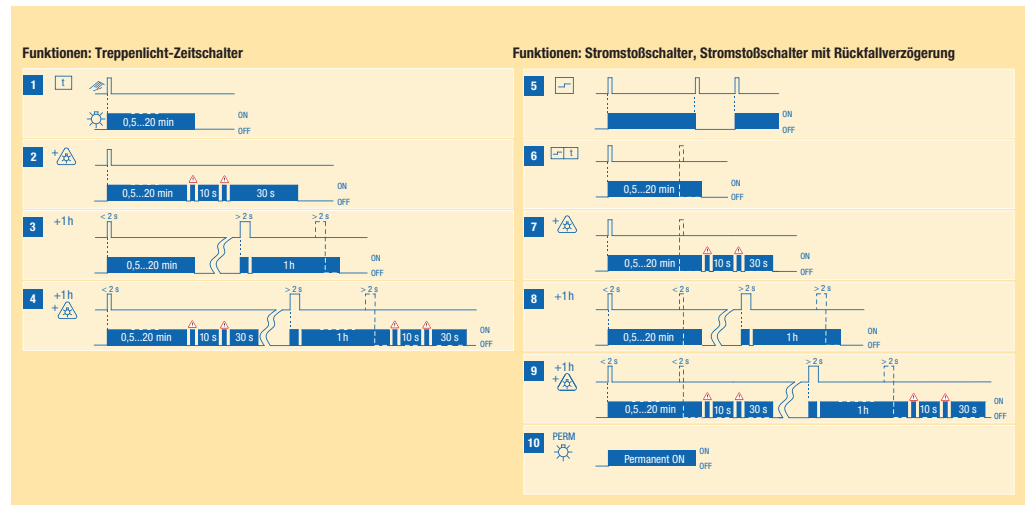 Funktionen: Treppenlicht-Zeitschalter
1 t
0,5...20 min
ON
OFF
2 +
0,5...20 min 10 s 30 s
ON
OFF
3 +1h
< 2 s > 2 s > 2 s
0,5...20 min 1 h
ON
OFF
4 +1h
+
< 2 s > 2 s > 2 s
0,5...20 min 10 s 30 s 1 h 10 s 30 s
ON
OFF
Funktionen: Stromstoßschalter, Stromstoßschalter mit Rückfallverzögerung
5
ON
OFF
6 t
0,5...20 min
ON
OFF
7 +
0,5...20 min 10 s 30 s
ON
OFF
8 +1h
< 2 s < 2 s > 2 s > 2 s
0,5...20 min 1 h
ON
OFF
9 +1h
+
< 2 s < 2 s > 2 s > 2 s
0,5...20 min 10 s 30 s 1 h 10 s 30 s
ON
OFF
10 PERM
Permanent ON
ON
OFF